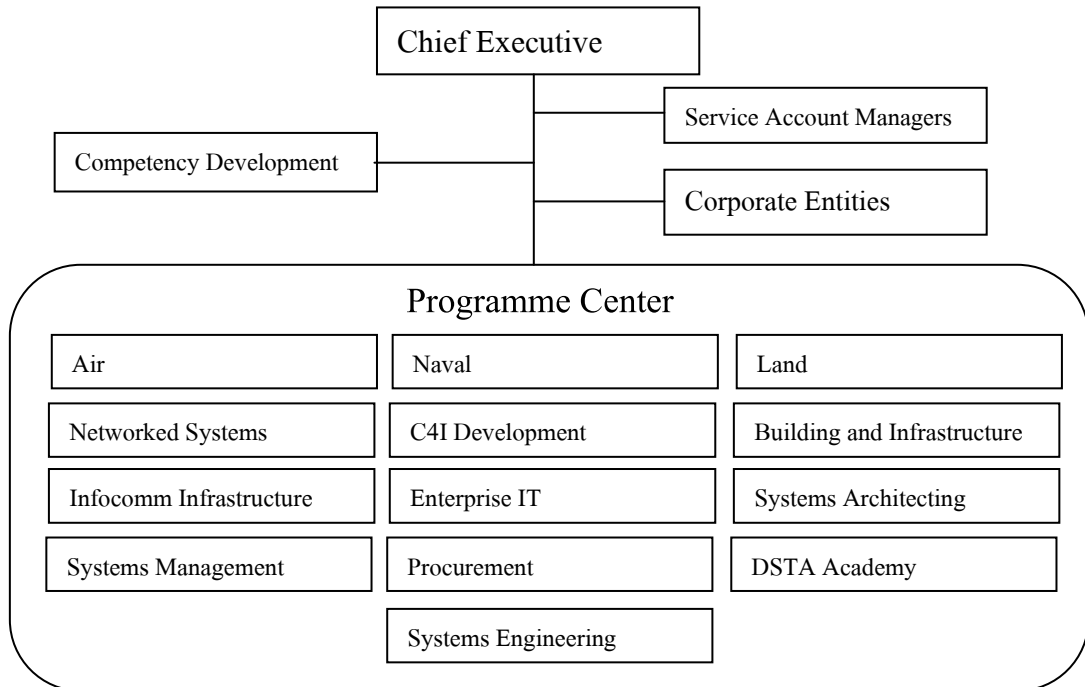 Chief Executive
Service Account Managers
Competency Development
Corporate Entities
Programme Center
Air
Naval
Land
Networked Systems
C4I Development
Building and Infrastructure
Infocomm Infrastructure
Enterprise IT
Systems Architecting
Systems Management
Procurement
DSTA Academy
Systems Engineering